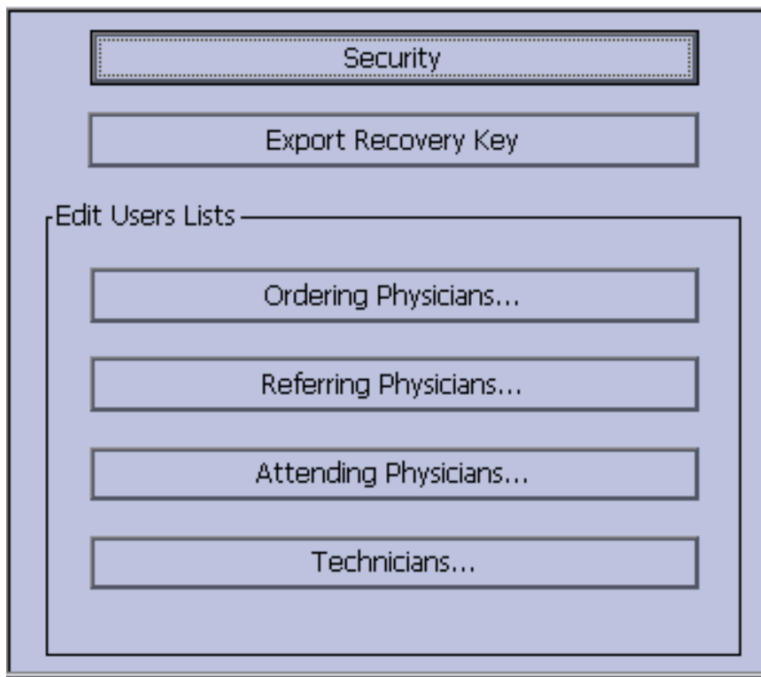 Security
Export Recovery Key
Edit Users Lists
Ordering Physicians...
Referring Physicians...
Attending Physicians...
Technicians...